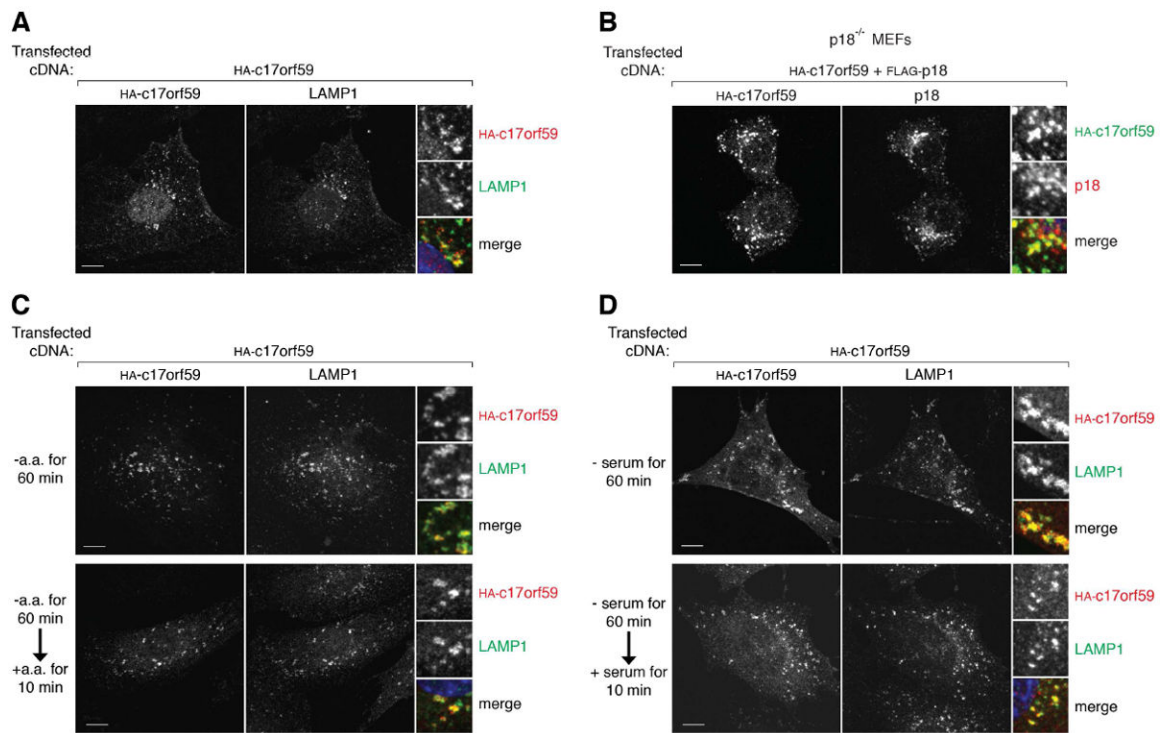 A
Transfected
cDNA:
HA-c17orf59
HA-c17orf59 LAMP1
HA-c17orf59
LAMP1
merge
B
p18-/- MEFs
Transfected
cDNA:
HA-c17orf59 + FLAG-p18
HA-c17orf59 p18
HA-c17orf59
p18
merge
C
Transfected
cDNA:
HA-c17orf59
HA-c17orf59 LAMP1
-a.a. for
60 min
HA-c17orf59
LAMP1
merge
-a.a. for
60 min
+a.a. for
10 min
HA-c17orf59
LAMP1
merge
D
Transfected
cDNA:
HA-c17orf59
HA-c17orf59 LAMP1
- serum for
60 min
HA-c17orf59
LAMP1
merge
- serum for
60 min
+ serum for
10 min
HA-c17orf59
LAMP1
merge